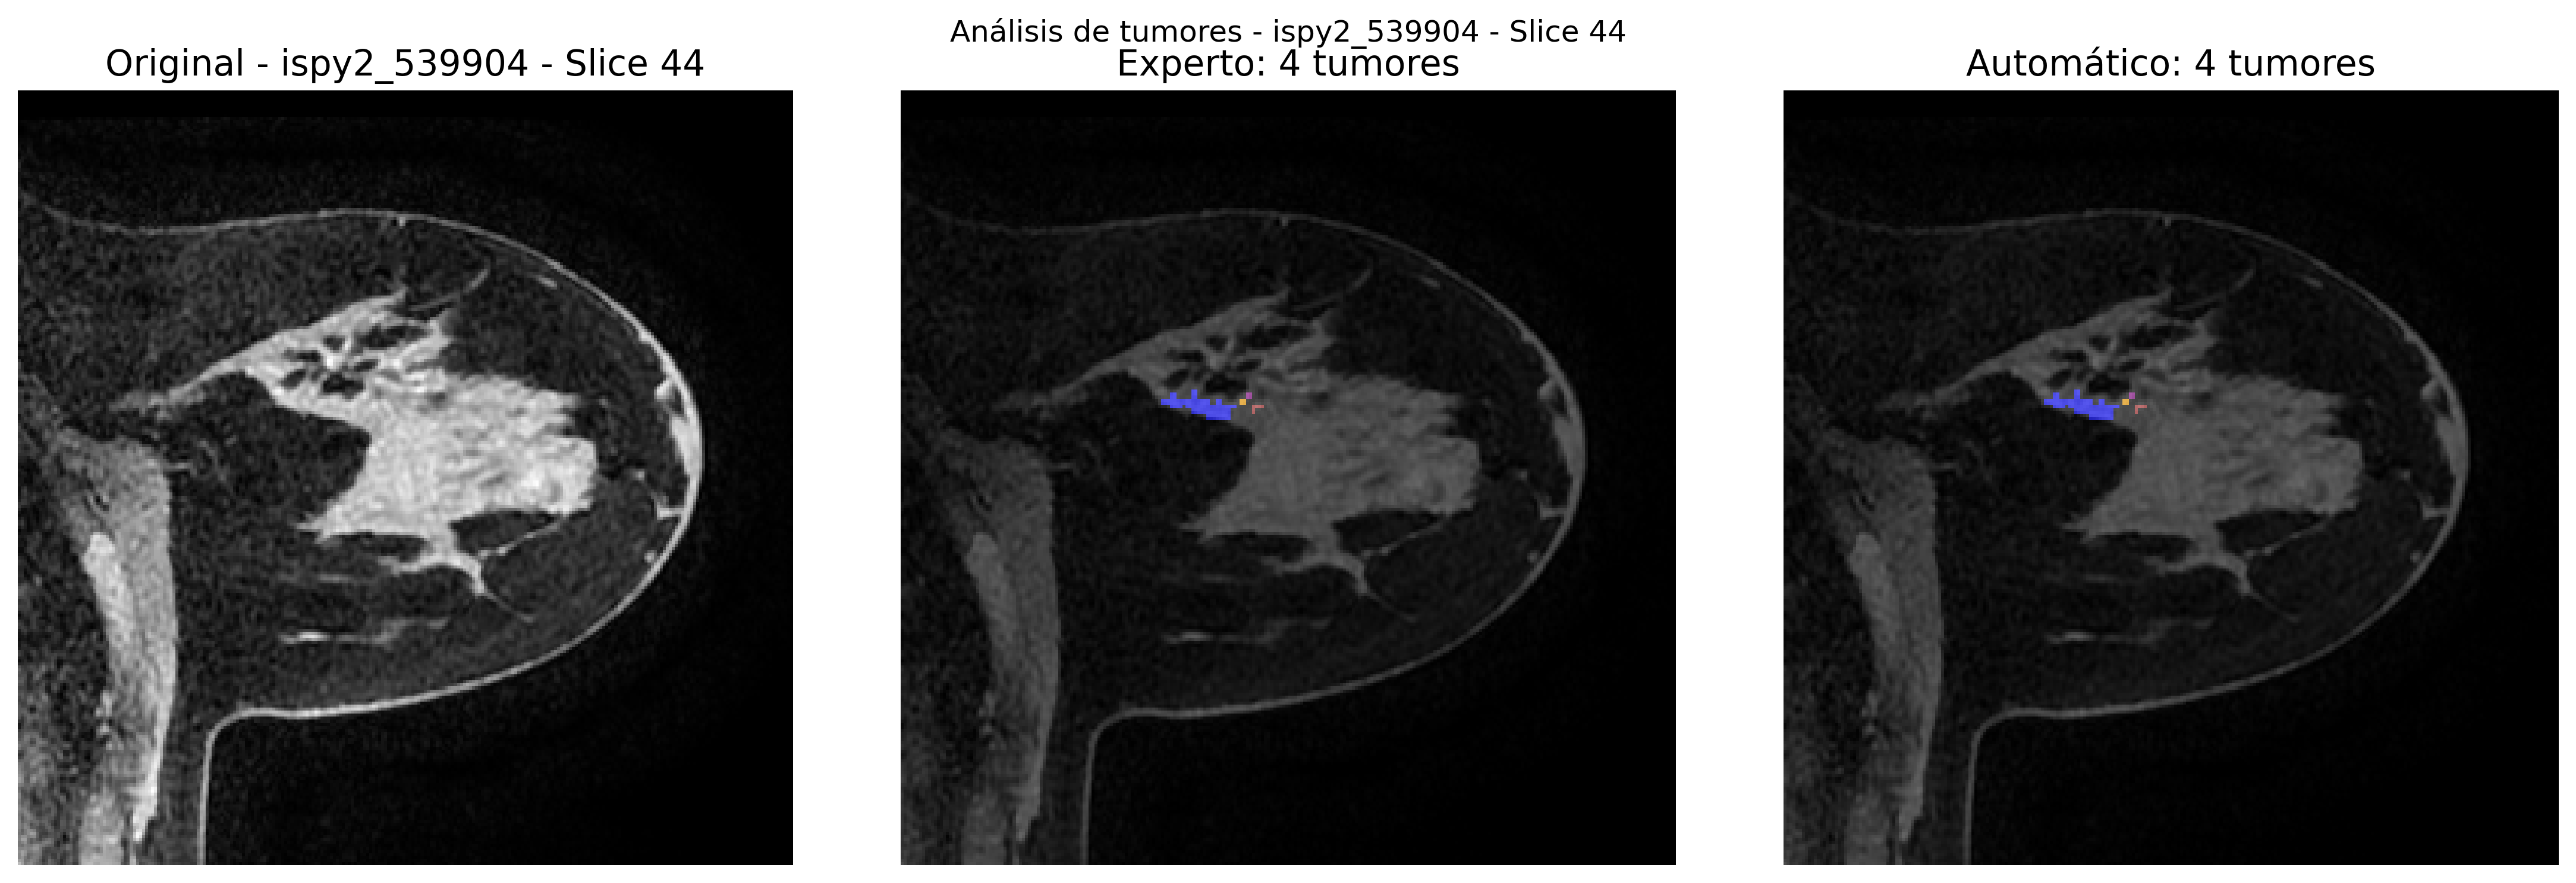 Análisis de tumores - ispy2_539904 - Slice 44
Original - ispy2_539904 - Slice 44
Experto: 4 tumores
Automático: 4 tumores